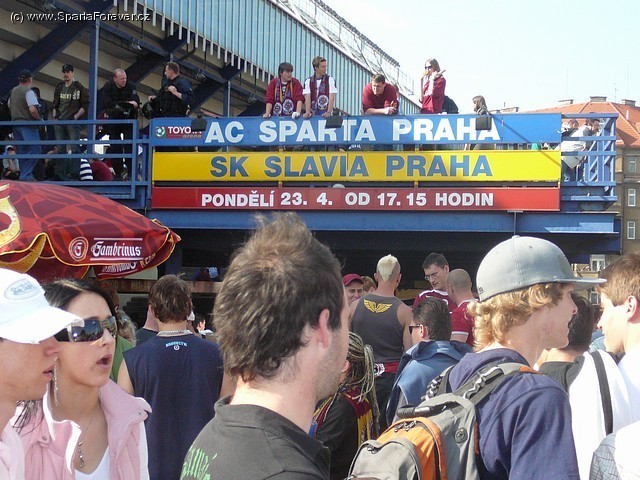 (c) www.SpartaForever.cz
TOYO
AC SPARTA PRAHA
SK SLAVIA PRAHA
PONDĚLÍ 23. 4. OD 17.15 HODIN
Gambrinus